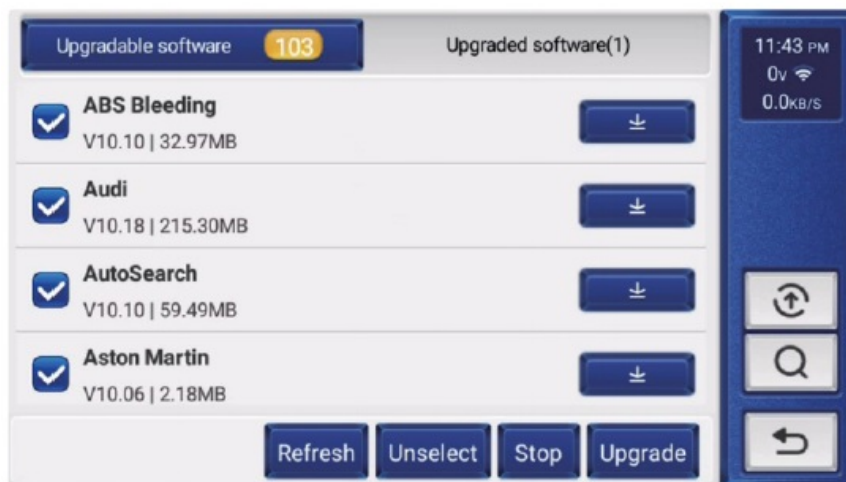 Upgradable software 103
Upgraded software(1)
11:43 PM
0V
0.0KB/S
ABS Bleeding
V10.10 | 32.97MB
Audi
V10.18 | 215.30MB
AutoSearch
V10.10 | 59.49MB
Aston Martin
V10.06 | 2.18MB
Refresh
Unselect
Stop
Upgrade